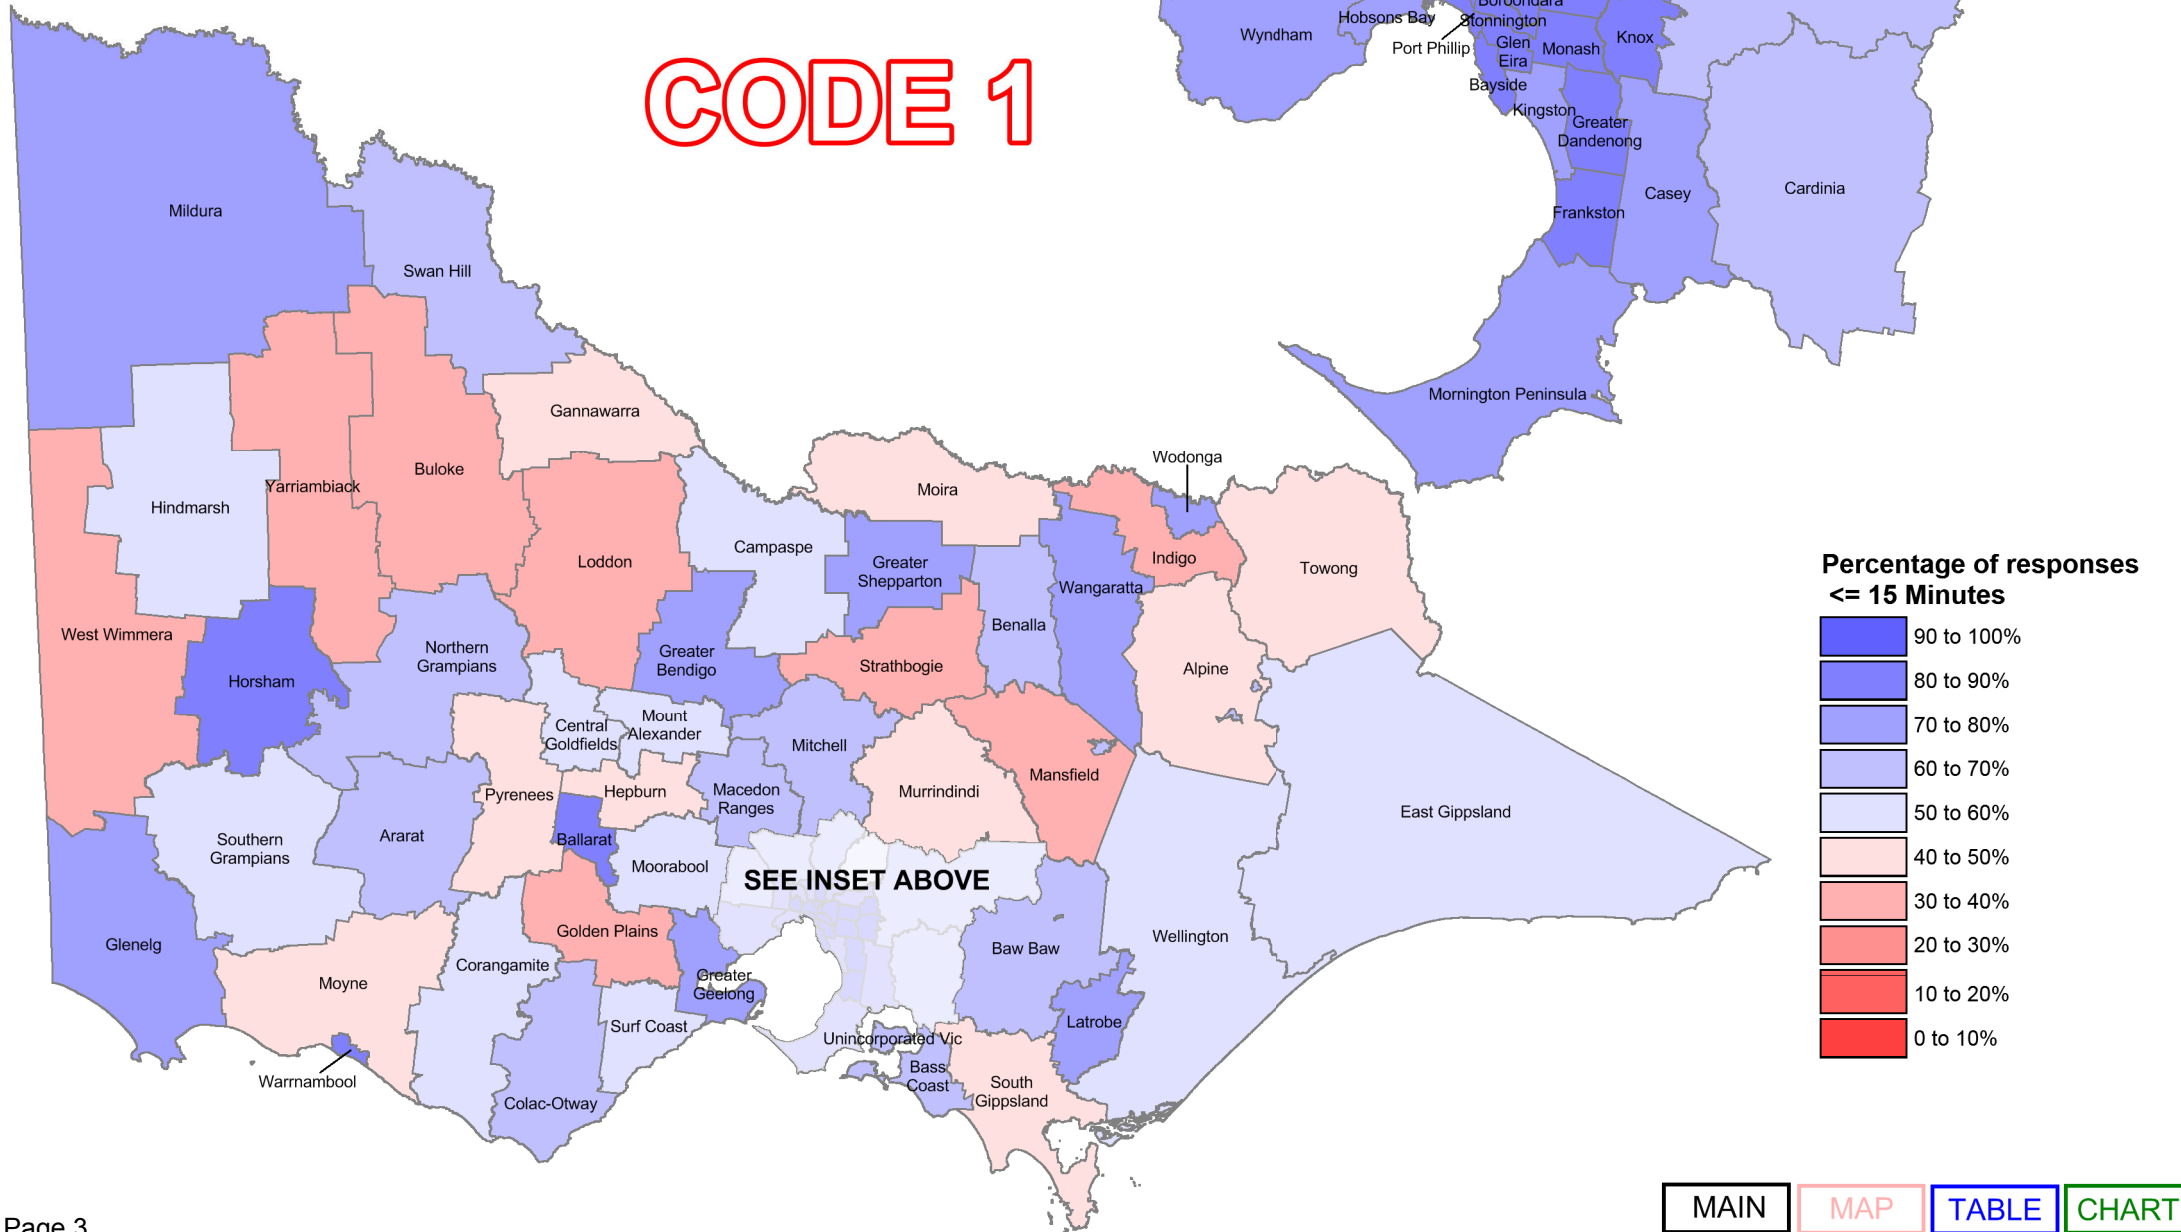 Boroondara
Hobsons Bay
Stonnington
Wyndham
Port Phillip
Glen
Eira
Monash
Knox
Bayside
Kingston
Greater
Dandenong
CODE 1
Cardinia
Casey
Frankston
Mildura
Swan Hill
Mornington Peninsula
Gannawarra
Wodonga
Buloke
Yarriambiack
Moira
Hindmarsh
Campaspe
Loddon
Greater
Shepparton
Indigo
Towong
Wangaratta
Benalla
West Wimmera
Northern
Grampians
Greater
Bendigo
Strathbogie
Alpine
Horsham
Central
Goldfields
Mount
Alexander
Mitchell
Mansfield
Pyrenees
Hepburn
Macedon
Ranges
Murrindindi
East Gippsland
Southern
Grampians
Ararat
Ballarat
Moorabool
SEE INSET ABOVE
Glenelg
Golden Plains
Wellington
Baw Baw
Corangamite
Moyne
Greater
Geelong
Surf Coast
Latrobe
Unincorporated Vic
Warrnambool
Bass
Coast
South
Gippsland
Colac-Otway
Percentage of responses
<= 15 Minutes
90 to 100%
80 to 90%
70 to 80%
60 to 70%
50 to 60%
40 to 50%
30 to 40%
20 to 30%
10 to 20%
0 to 10%
MAIN
MAP
TABLE
CHART
Page 3